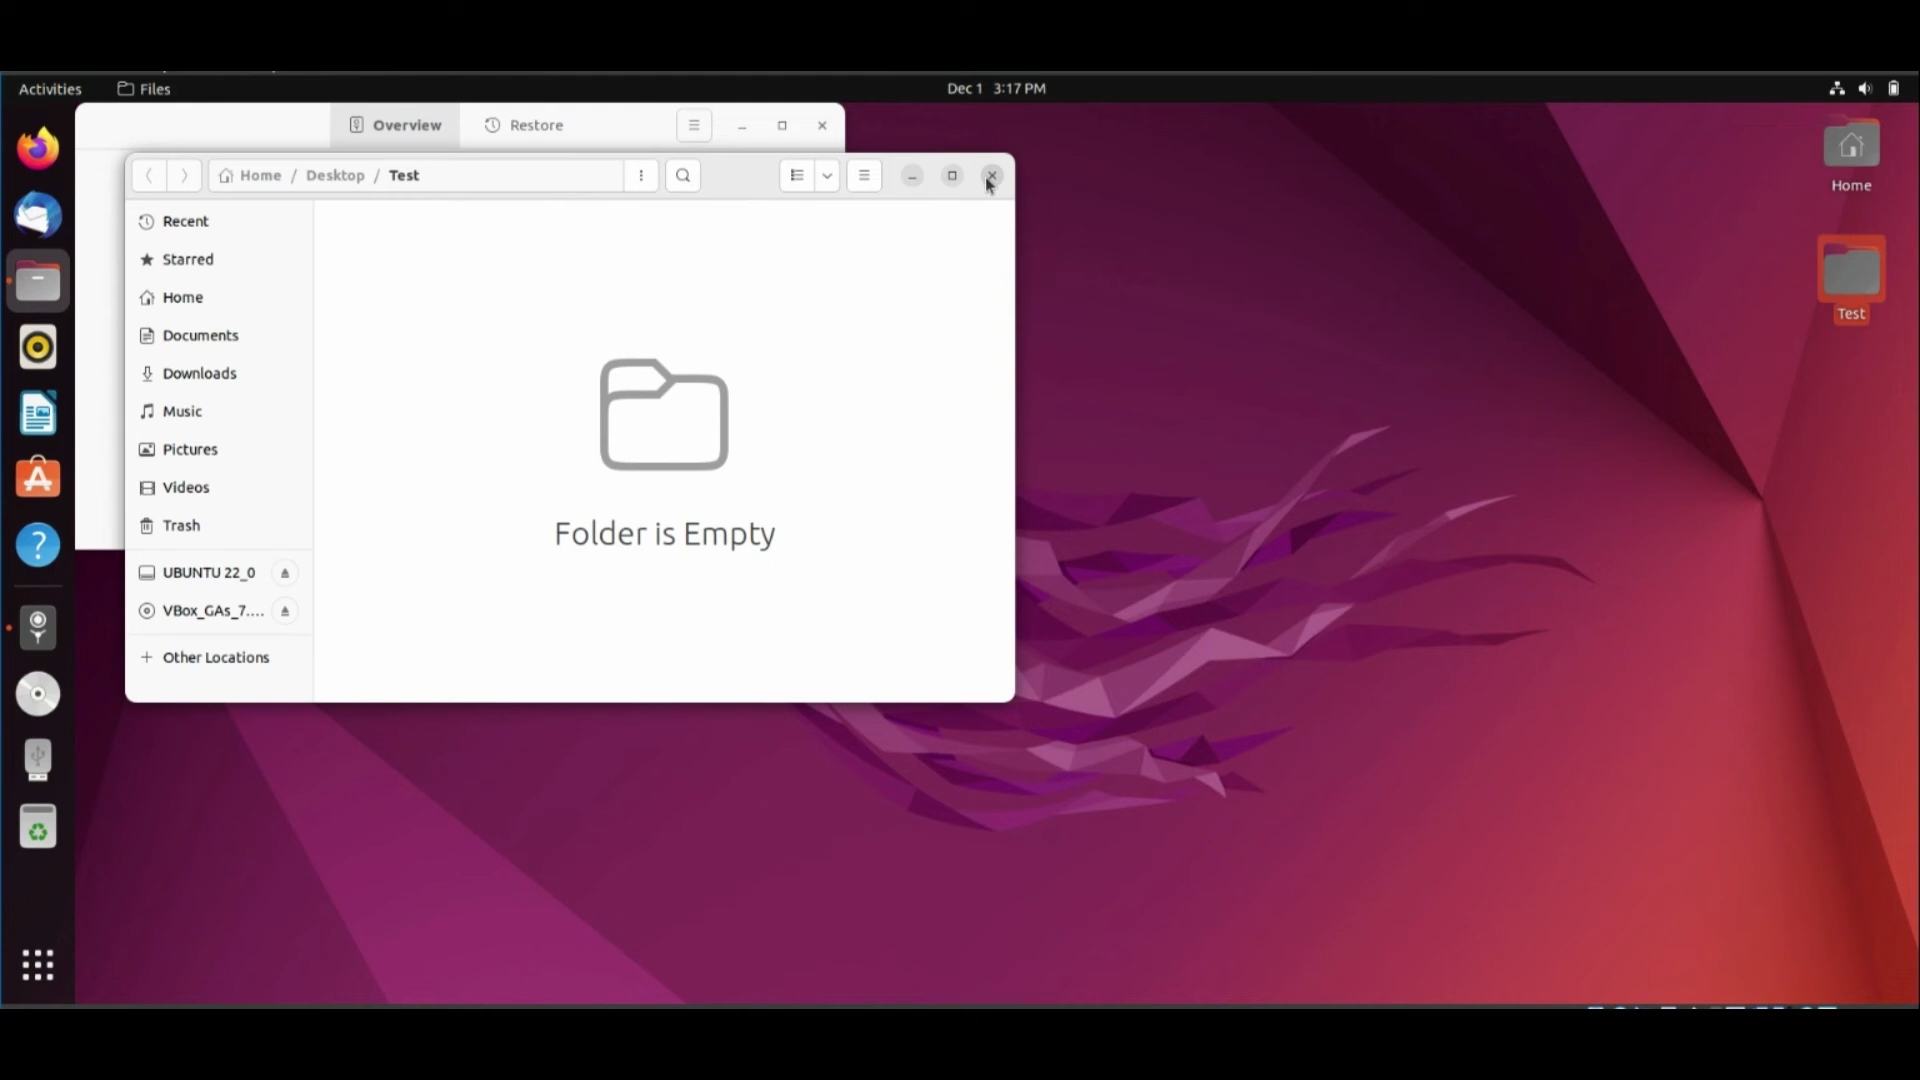 Activities Files Dec 1 3:17 PM
Overview Restore
Home / Desktop / Test
Recent
Starred
Home
Documents
Downloads
Music
Pictures
Videos
Trash
UBUNTU 22_0
VBox_GAs_7....
Other Locations
Folder is Empty
Home
Test